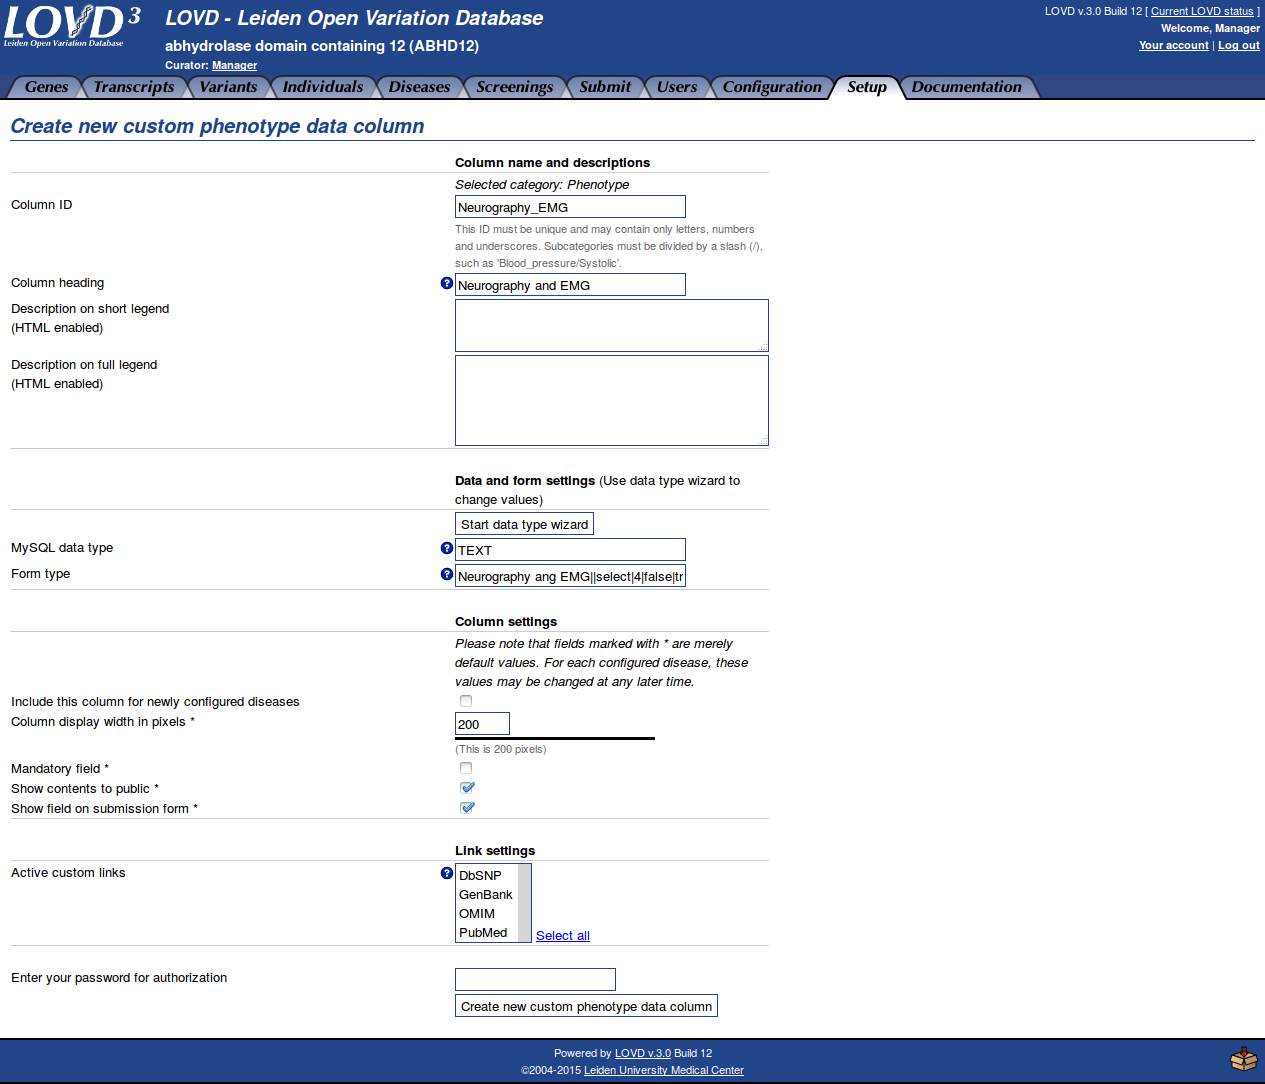 LOVD 3
Leiden Open Variation Database
LOVD - Leiden Open Variation Database
abhydrolase domain containing 12 (ABHD12)
Curator: Manager
LOVD v.3.0 Build 12 [ Current LOVD status ]
Welcome, Manager
Your account | Log out
Genes Transcripts Variants Individuals Diseases Screenings Submit Users Configuration Setup Documentation
Create new custom phenotype data column
Column name and descriptions
Selected category: Phenotype
Column ID Neurography_EMG
This ID must be unique and may contain only letters, numbers
and underscores. Subcategories must be divided by a slash (/),
such as 'Blood_pressure/Systolic'.
Column heading ? Neurography and EMG
Description on short legend
(HTML enabled)
Description on full legend
(HTML enabled)
Data and form settings (Use data type wizard to
change values)
Start data type wizard
MySQL data type ? TEXT
Form type ? Neurography ang EMG||select|4|false|tr
Column settings
Please note that fields marked with * are merely
default values. For each configured disease, these
values may be changed at any later time.
Include this column for newly configured diseases
Column display width in pixels * 200
(This is 200 pixels)
Mandatory field *
Show contents to public *
Show field on submission form *
Link settings
Active custom links ? DbSNP
GenBank
OMIM
PubMed Select all
Enter your password for authorization
Create new custom phenotype data column
Powered by LOVD v.3.0 Build 12
©2004-2015 Leiden University Medical Center